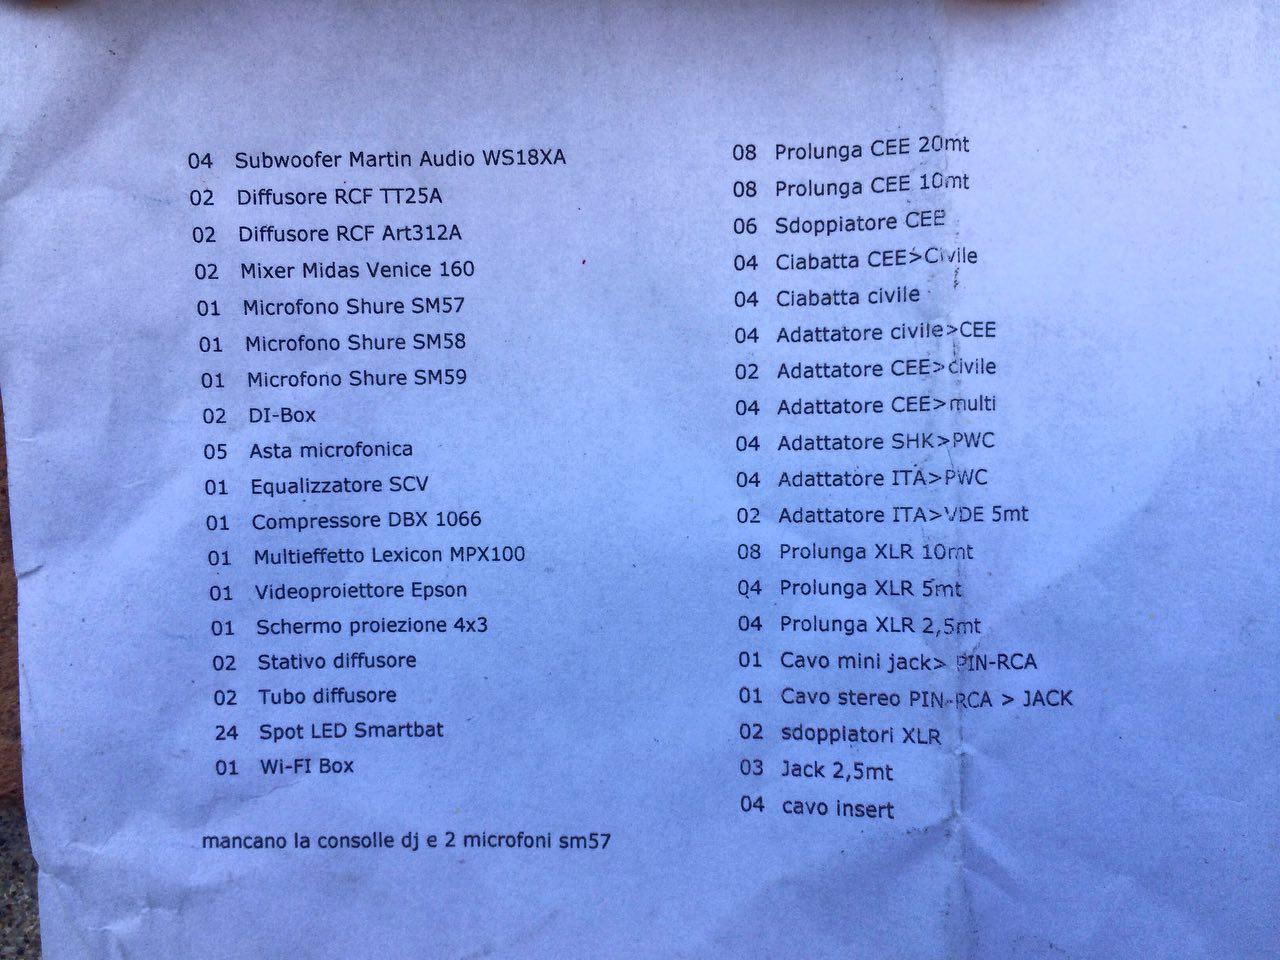 04 Subwoofer Martin Audio WS18XA
02 Diffusore RCF TT25A
02 Diffusore RCF Art312A
02 Mixer Midas Venice 160
01 Microfono Shure SM57
01 Microfono Shure SM58
01 Microfono Shure SM59
02 DI-Box
05 Asta microfonica
01 Equalizzatore SCV
01 Compressore DBX 1066
01 Multieffetto Lexicon MPX100
01 Videoproiettore Epson
01 Schermo proiezione 4x3
02 Stativo diffusore
02 Tubo diffusore
24 Spot LED Smartbat
01 Wi-FI Box
mancano la consolle dj e 2 microfoni sm57
08 Prolunga CEE 20mt
08 Prolunga CEE 10mt
06 Sdoppiatore CEE
04 Ciabatta CEE>Civile
04 Ciabatta civile
04 Adattatore civile>CEE
02 Adattatore CEE>civile
04 Adattatore CEE>multi
04 Adattatore SHK>PWC
04 Adattatore ITA>PWC
02 Adattatore ITA>VDE 5mt
08 Prolunga XLR 10mt
04 Prolunga XLR 5mt
04 Prolunga XLR 2,5mt
01 Cavo mini jack> PIN-RCA
01 Cavo stereo PIN-RCA > JACK
02 sdoppiatori XLR
03 Jack 2,5mt
04 cavo insert